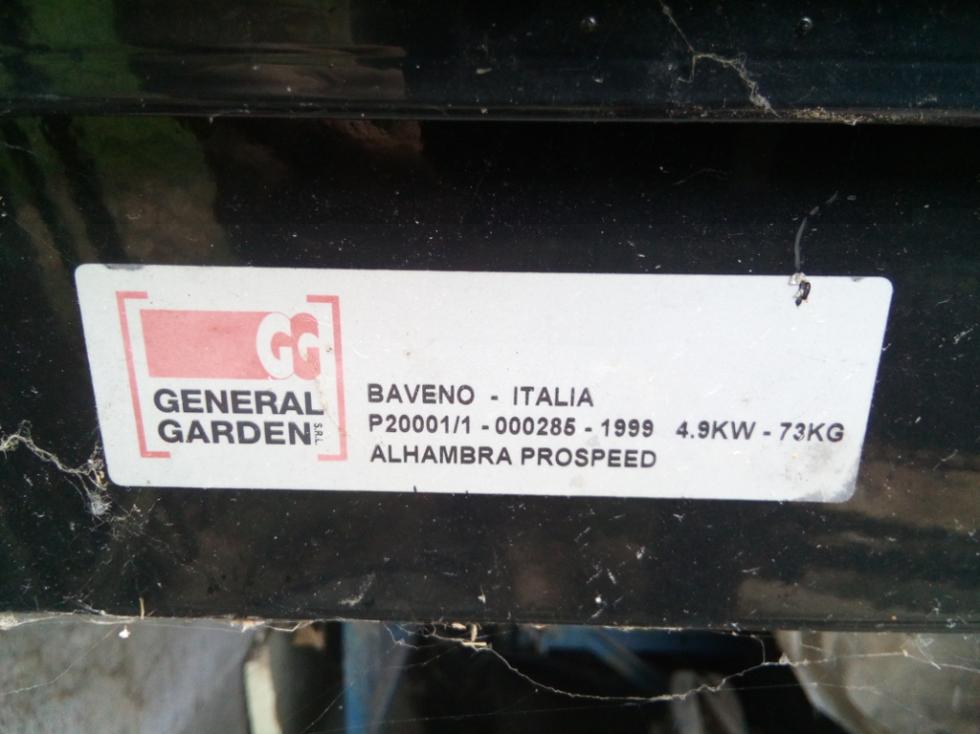 GG
GENERAL
GARDEN S.R.L.
BAVENO - ITALIA
P20001/1 - 000285 - 1999 4.9KW - 73KG
ALHAMBRA PROSPEED